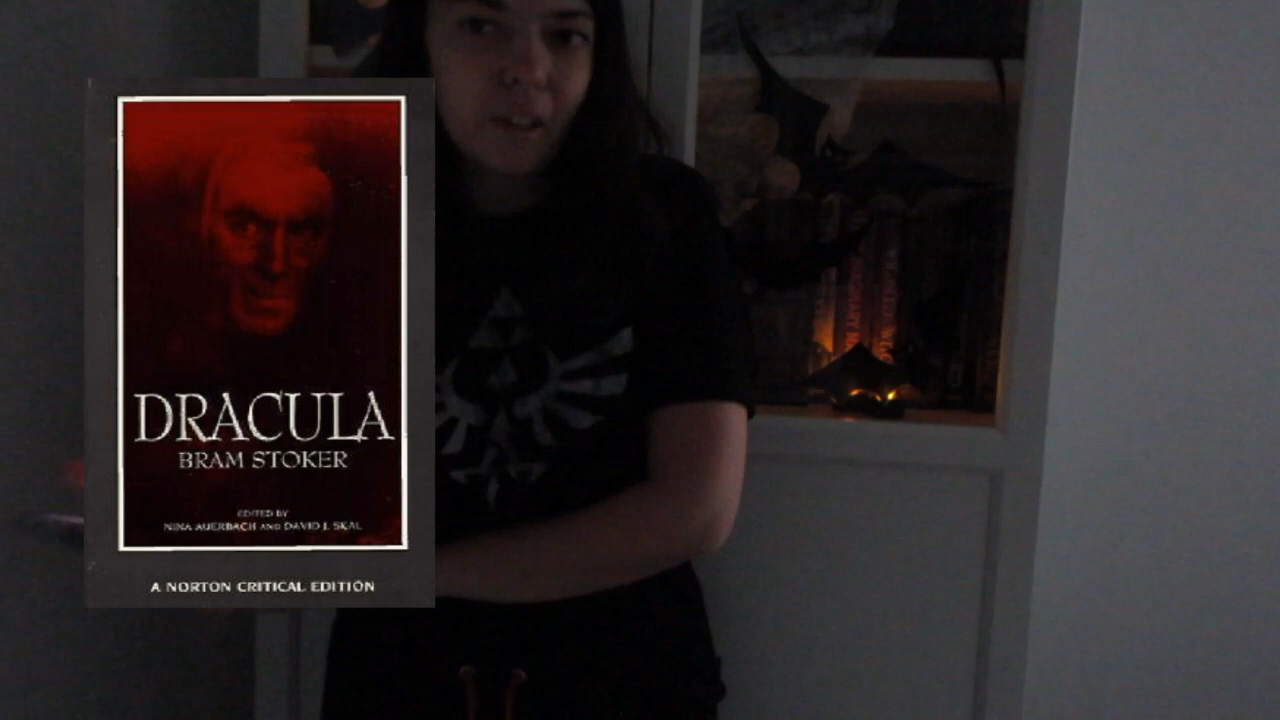 DRACULA
BRAM STOKER
EDITED BY
NINA AUERBACH AND DAVID J. SKAL
A NORTON CRITICAL EDITION